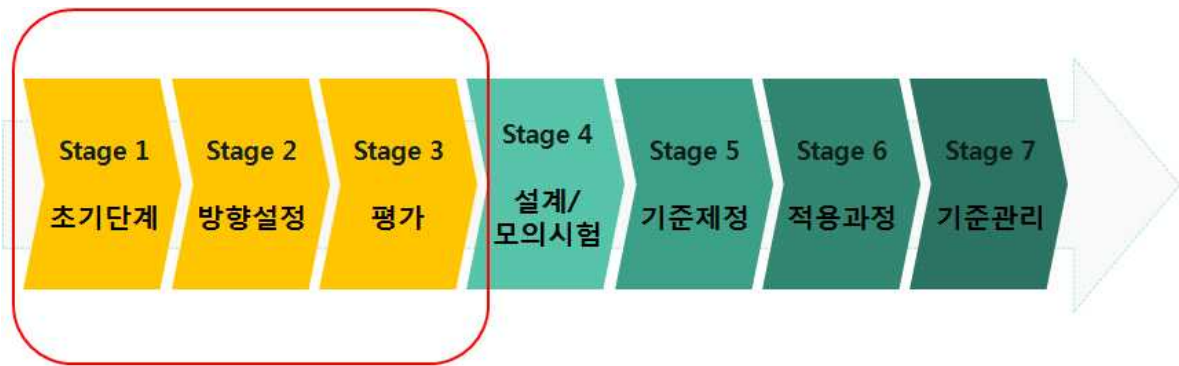 Stage 1
초기단계
Stage 2
방향설정
Stage 3
평가
Stage 4
설계/
모의시험
Stage 5
기준제정
Stage 6
적용과정
Stage 7
기준관리